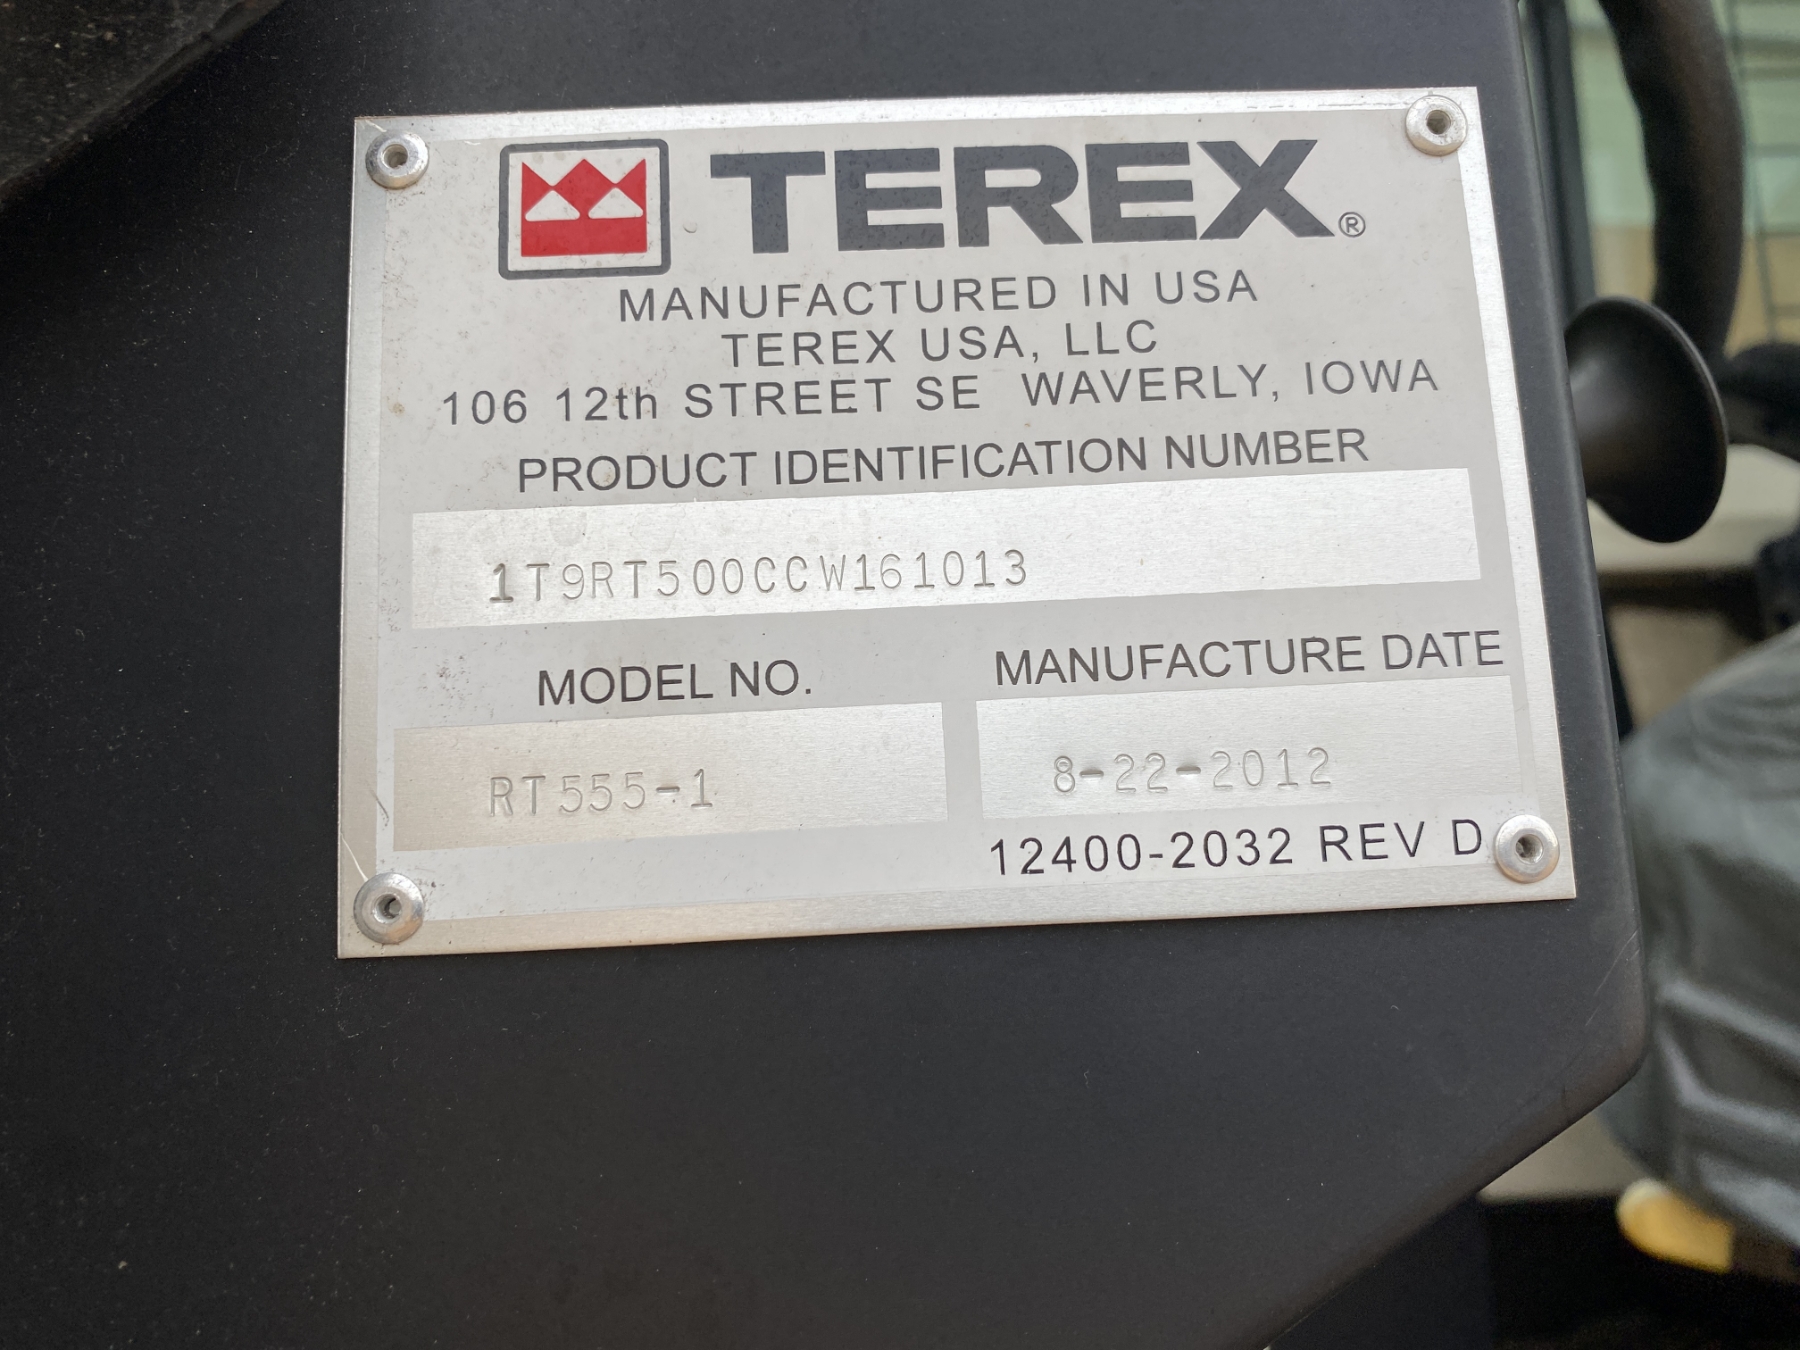 TEREX®
MANUFACTURED IN USA
TEREX USA, LLC
106 12th STREET SE WAVERLY, IOWA
PRODUCT IDENTIFICATION NUMBER
1T9RT500CCW161013
MODEL NO.
MANUFACTURE DATE
RT555-1
8-22-2012
12400-2032 REV D